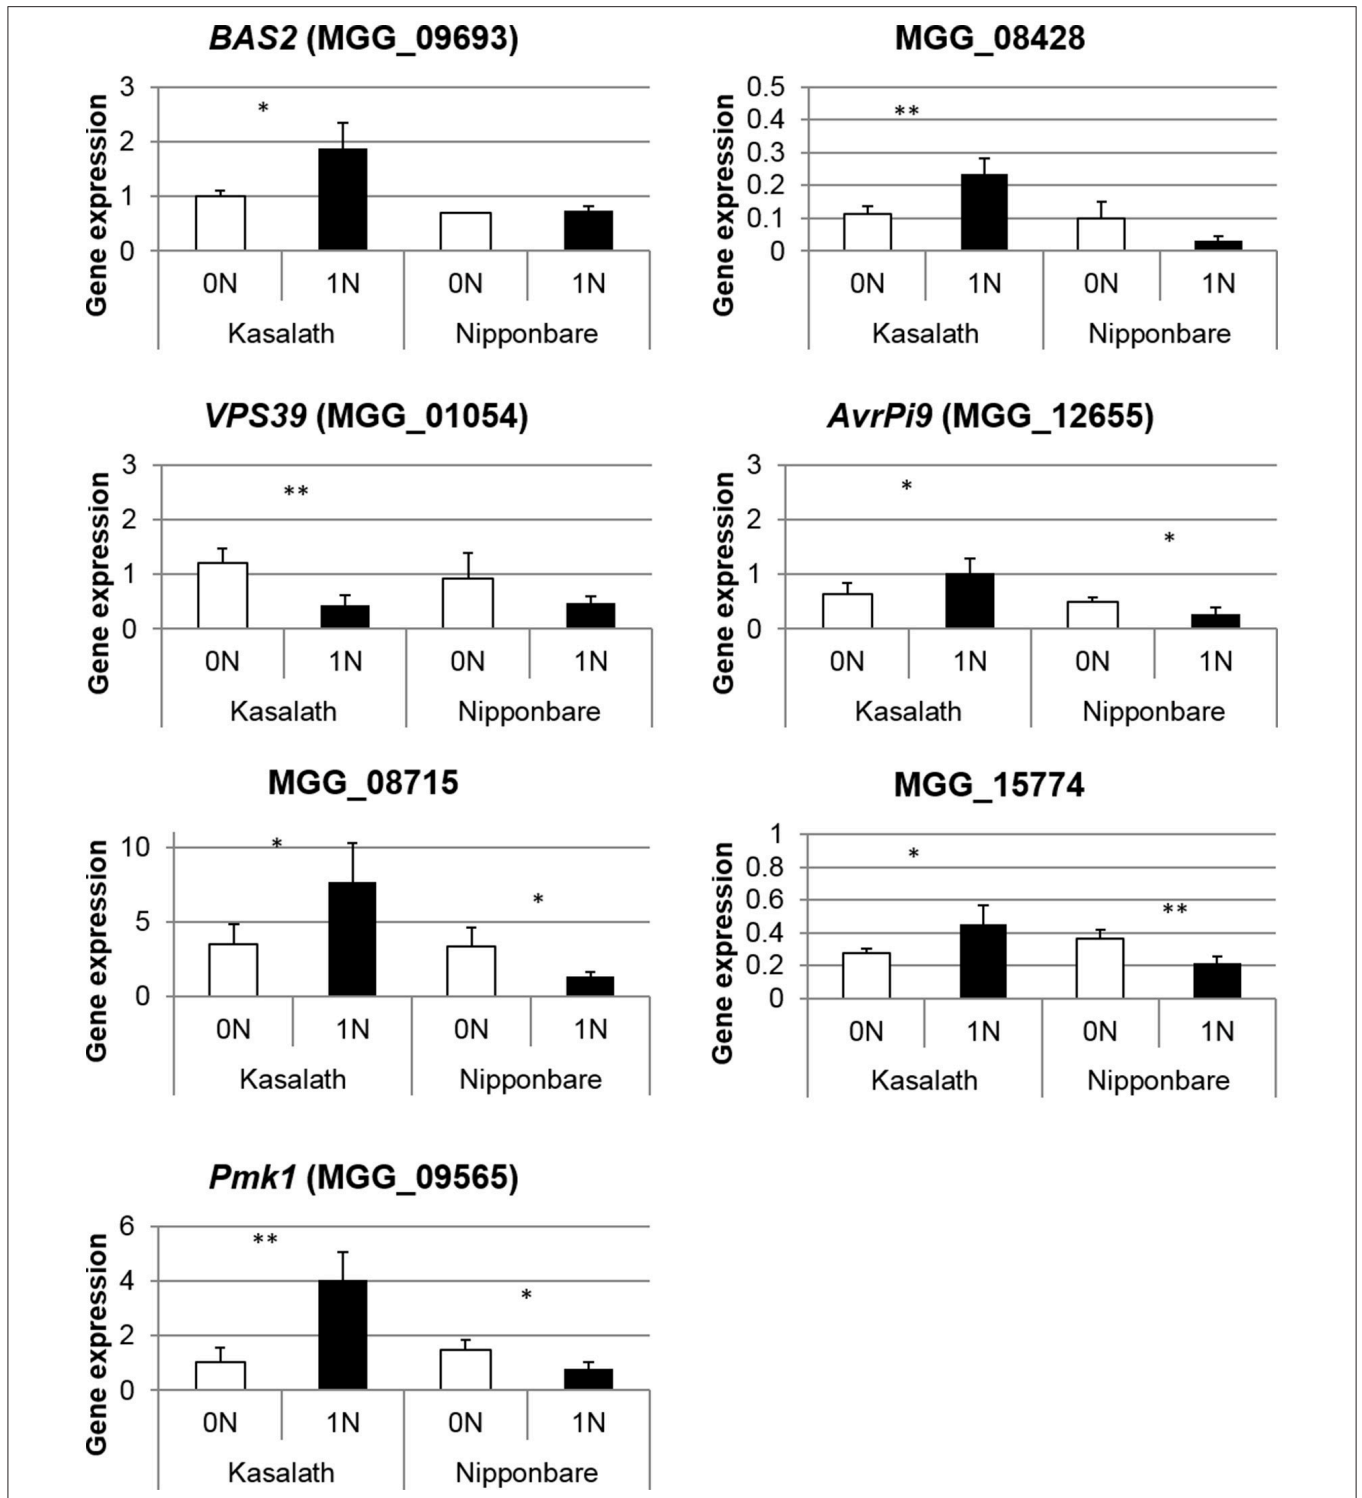 BAS2 (MGG_09693)
Gene expression
3
2
1
0
*
0N 1N 0N 1N
Kasalath Nipponbare
MGG_08428
Gene expression
0.5
0.4
0.3
0.2
0.1
0
**
0N 1N 0N 1N
Kasalath Nipponbare
VPS39 (MGG_01054)
Gene expression
3
2
1
0
**
0N 1N 0N 1N
Kasalath Nipponbare
AvrPi9 (MGG_12655)
Gene expression
3
2
1
0
*
*
0N 1N 0N 1N
Kasalath Nipponbare
MGG_08715
Gene expression
10
5
0
*
*
0N 1N 0N 1N
Kasalath Nipponbare
MGG_15774
Gene expression
1
0.8
0.6
0.4
0.2
0
*
**
0N 1N 0N 1N
Kasalath Nipponbare
Pmk1 (MGG_09565)
Gene expression
6
4
2
0
**
*
0N 1N 0N 1N
Kasalath Nipponbare